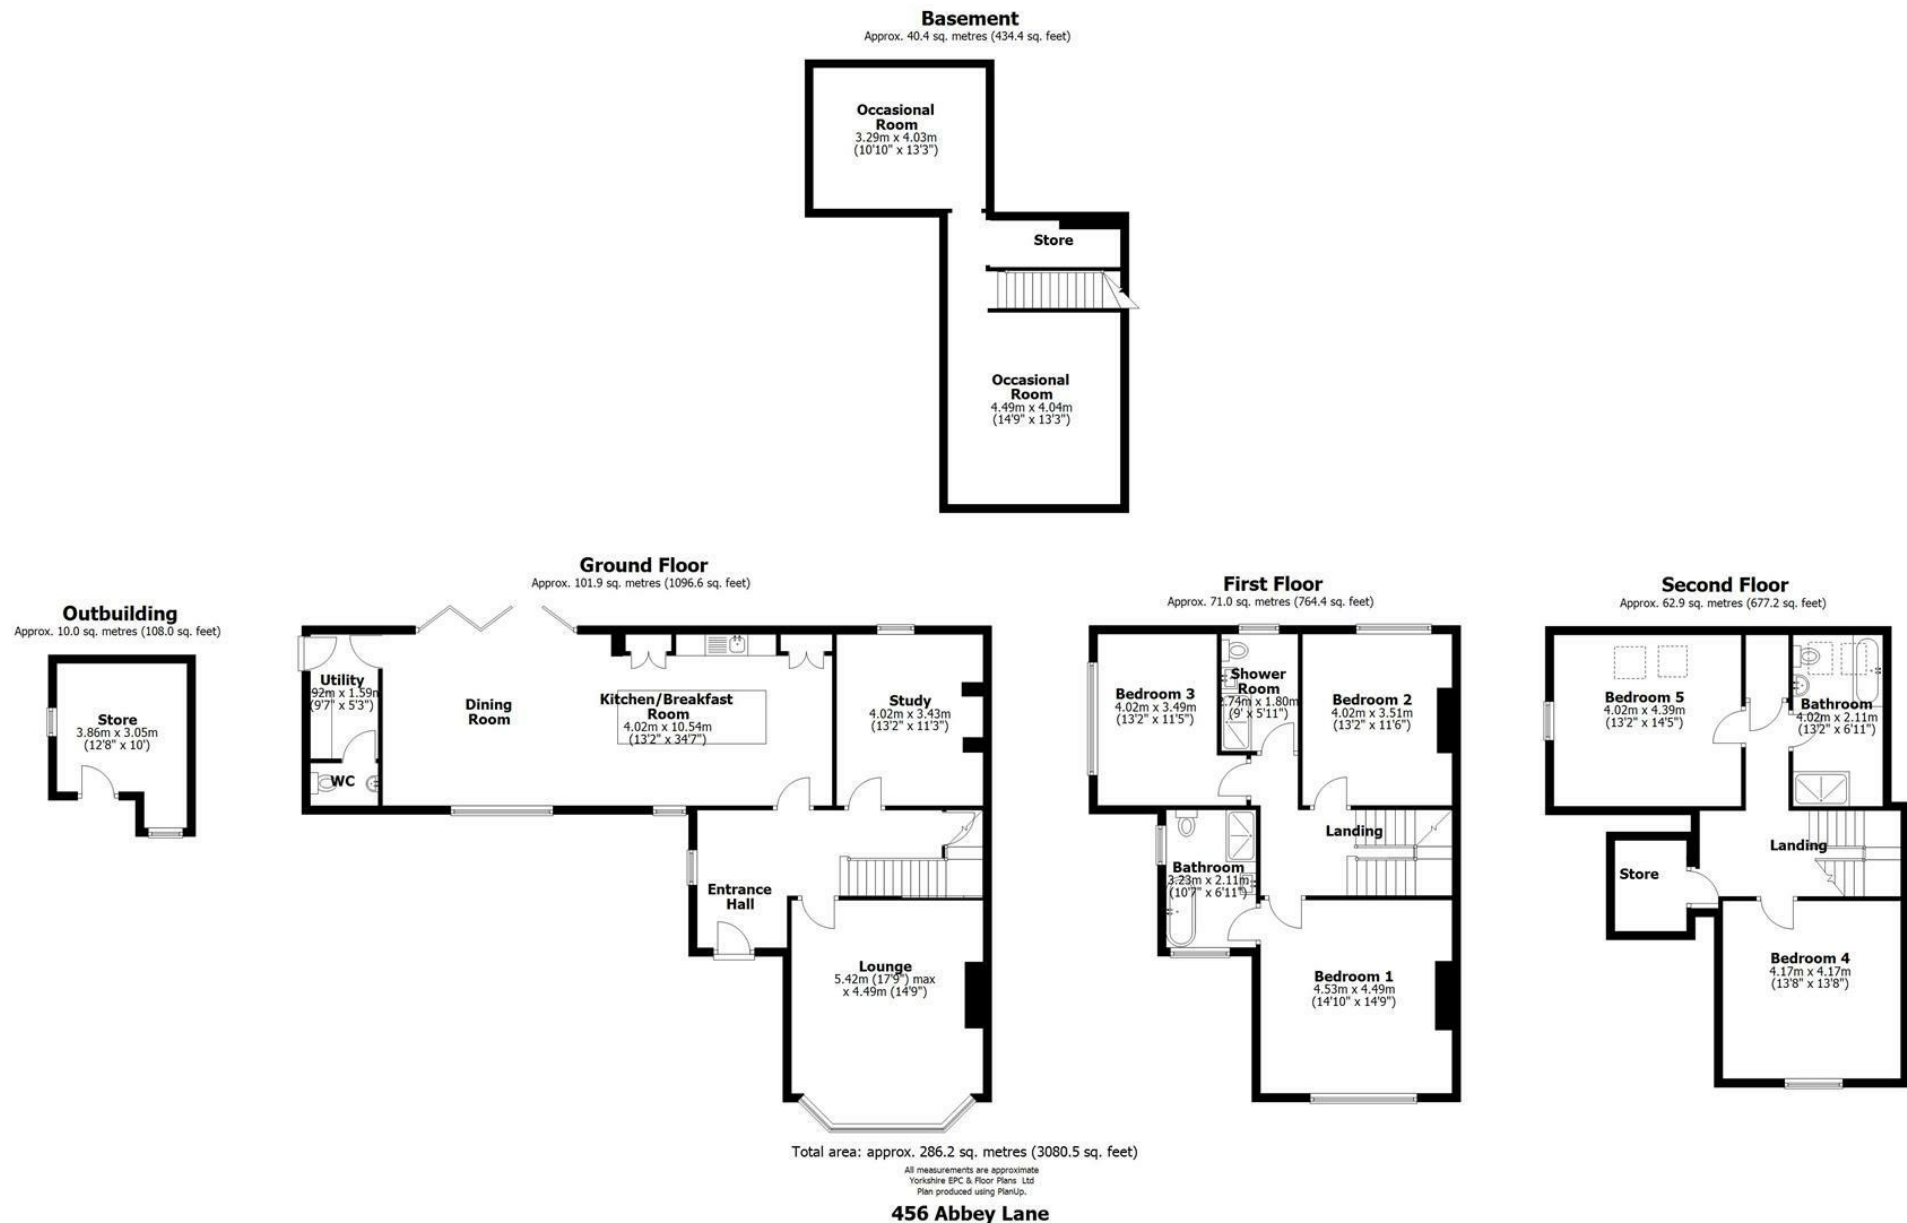 Basement
Approx. 40.4 sq. metres (434.4 sq. feet)
Occasional
Room
3.29m x 4.03m
(10'10" x 13'3")
Store
Occasional
Room
4.49m x 4.04m
(14'9" x 13'3")
Outbuilding
Approx. 10.0 sq. metres (108.0 sq. feet)
Store
3.86m x 3.05m
(12'8" x 10')
Ground Floor
Approx. 101.9 sq. metres (1096.6 sq. feet)
Utility
.92m x 1.59m
(9'7" x 5'3")
WC
Dining
Room
Kitchen/Breakfast
Room
4.02m x 10.54m
(13'2" x 34'7")
Study
4.02m x 3.43m
(13'2" x 11'3")
Entrance
Hall
Lounge
5.42m (17'9") max
x 4.49m (14'9")
First Floor
Approx. 71.0 sq. metres (764.4 sq. feet)
Bedroom 3
4.02m x 3.49m
(13'2" x 11'5")
Shower
Room
2.74m x 1.80m
(9' x 5'11")
Bedroom 2
4.02m x 3.51m
(13'2" x 11'6")
Landing
Bathroom
3.23m x 2.11m
(10'7" x 6'11")
Bedroom 1
4.53m x 4.49m
(14'10" x 14'9")
Second Floor
Approx. 62.9 sq. metres (677.2 sq. feet)
Bedroom 5
4.02m x 4.39m
(13'2" x 14'5")
Bathroom
4.02m x 2.11m
(13'2" x 6'11")
Landing
Store
Bedroom 4
4.17m x 4.17m
(13'8" x 13'8")
Total area: approx. 286.2 sq. metres (3080.5 sq. feet)
All measurements are approximate
Yorkshire EPC & Floor Plans Ltd
Plan produced using PlanUp.
456 Abbey Lane